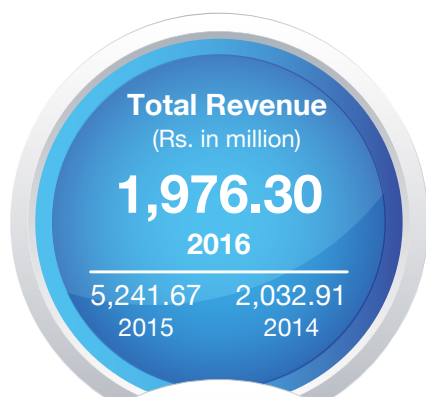 Total Revenue
(Rs. in million)
1,976.30
2016
5,241.67 2,032.91
2015 2014